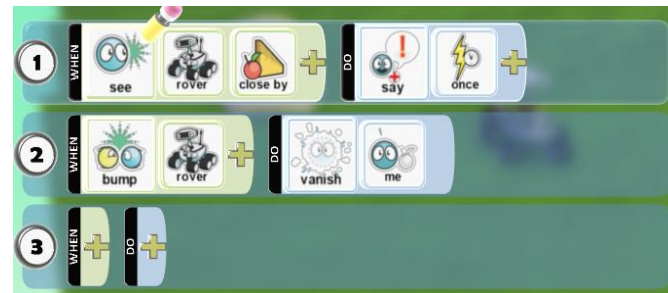 1 WHEN see rover close by DO say once
2 WHEN bump rover DO vanish me
3 WHEN DO